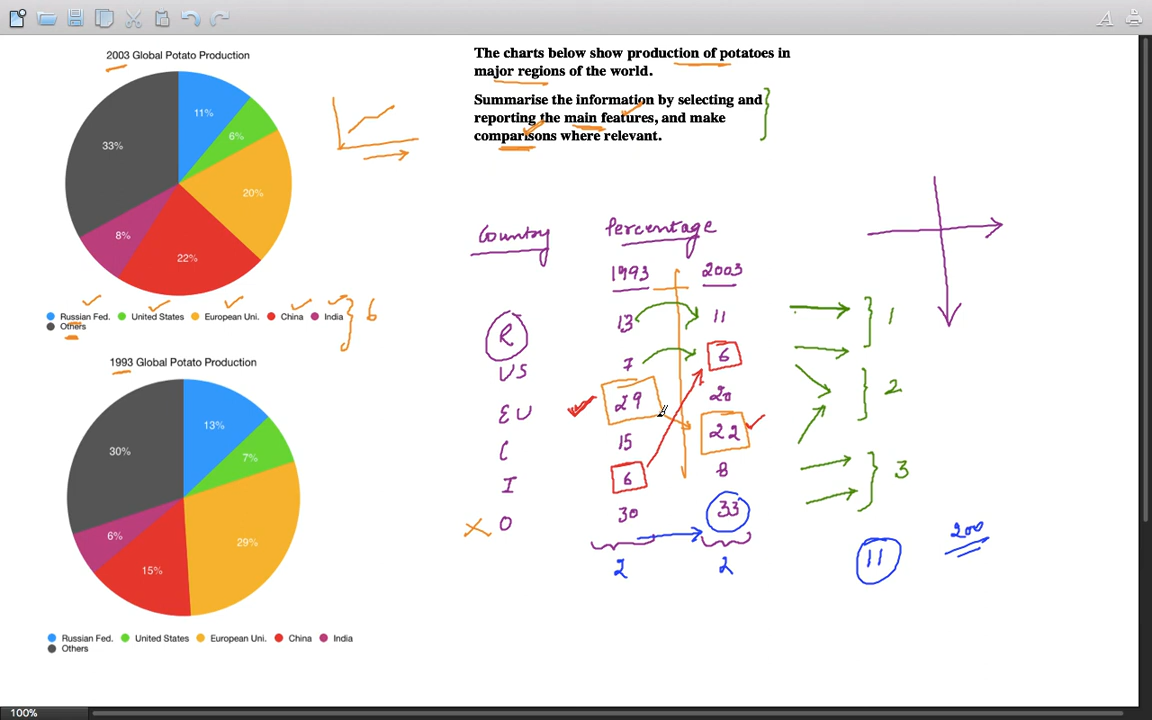 2003 Global Potato Production
11%
6%
20%
22%
8%
33%
Russian Fed. United States European Uni. China India
Others
6
1993 Global Potato Production
13%
7%
29%
15%
6%
30%
Russian Fed. United States European Uni. China India
Others
The charts below show production of potatoes in
major regions of the world.
Summarise the information by selecting and
reporting the main features, and make
comparisons where relevant.
Country Percentage
1993 2003
R 13 11
US 7 6
EU 29 20
C 15 22
I 6 8
O 30 33
2 2
1
2
3
11
200
100%
A